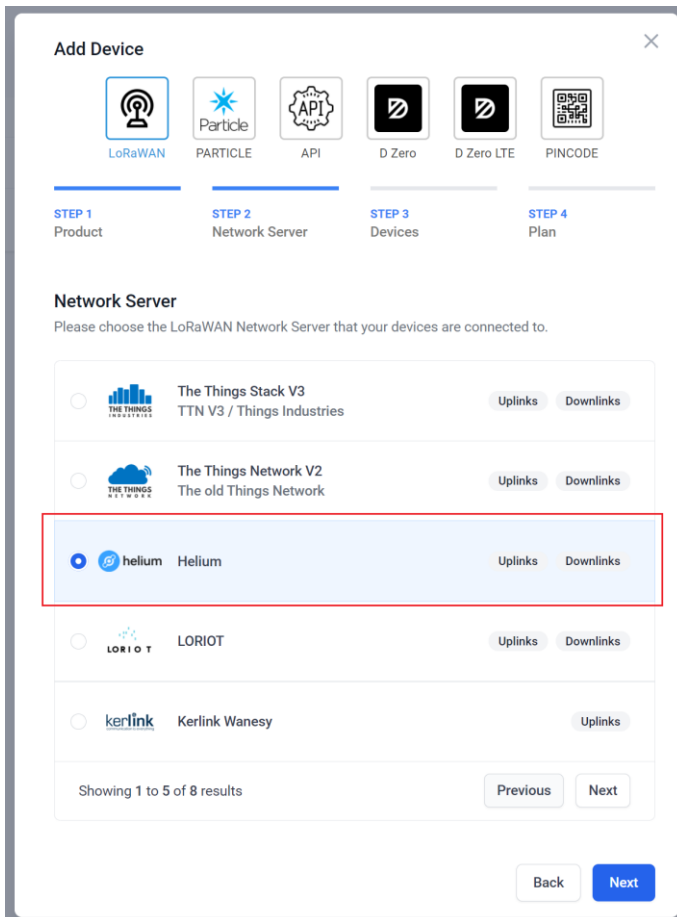 Add Device
Particle
API
LoRaWAN
PARTICLE
API
D Zero
D Zero LTE
PINCODE
STEP 1
Product
STEP 2
Network Server
STEP 3
Devices
STEP 4
Plan
Network Server
Please choose the LoRaWAN Network Server that your devices are connected to.
THE THINGS
INDUSTRIES
The Things Stack V3
TTN V3 / Things Industries
Uplinks
Downlinks
THE THINGS
NETWORK
The Things Network V2
The old Things Network
Uplinks
Downlinks
helium
Helium
Uplinks
Downlinks
LORIOT
LORIOT
Uplinks
Downlinks
kerlink
Kerlink Wanesy
Uplinks
Showing 1 to 5 of 8 results
Previous
Next
Back
Next